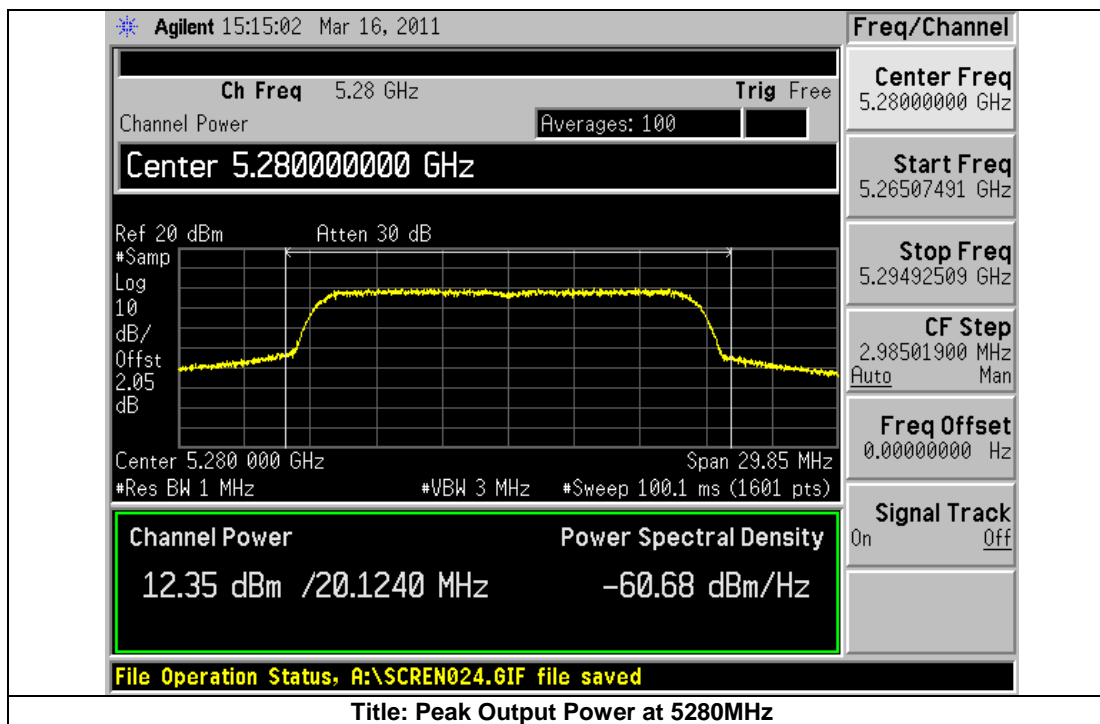 Agilent 15:15:02 Mar 16, 2011
Freq/Channel
Ch Freq 5.28 GHz Trig Free
Channel Power Averages: 100
Center 5.280000000 GHz
Ref 20 dBm Atten 30 dB
#Samp
Log
10
dB/
Offst
2.05
dB
Center 5.280 000 GHz Span 29.85 MHz
#Res BW 1 MHz #VBW 3 MHz #Sweep 100.1 ms (1601 pts)
Channel Power Power Spectral Density
12.35 dBm /20.1240 MHz -60.68 dBm/Hz
File Operation Status, A:\SCREN024.GIF file saved
Center Freq
5.28000000 GHz
Start Freq
5.26507491 GHz
Stop Freq
5.29492509 GHz
CF Step
2.98501900 MHz
Auto Man
Freq Offset
0.00000000 Hz
Signal Track
On Off
Title: Peak Output Power at 5280MHz